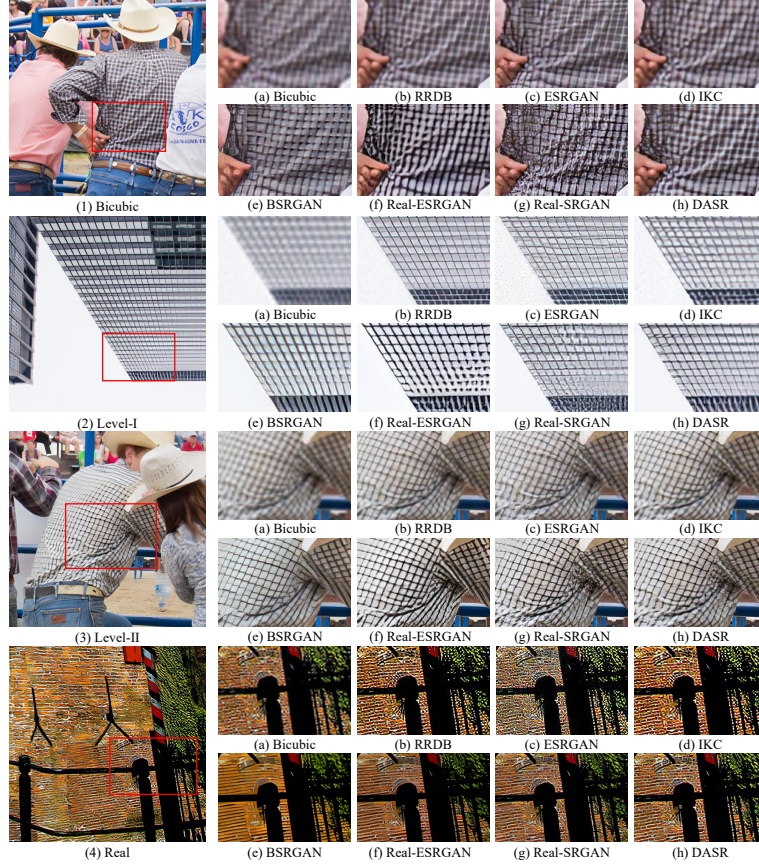 (a) Bicubic (b) RRDB (c) ESRGAN (d) IKC
(1) Bicubic (e) BSRGAN (f) Real-ESRGAN (g) Real-SRGAN (h) DASR
(a) Bicubic (b) RRDB (c) ESRGAN (d) IKC
(2) Level-I (e) BSRGAN (f) Real-ESRGAN (g) Real-SRGAN (h) DASR
(a) Bicubic (b) RRDB (c) ESRGAN (d) IKC
(3) Level-II (e) BSRGAN (f) Real-ESRGAN (g) Real-SRGAN (h) DASR
(a) Bicubic (b) RRDB (c) ESRGAN (d) IKC
(4) Real (e) BSRGAN (f) Real-ESRGAN (g) Real-SRGAN (h) DASR